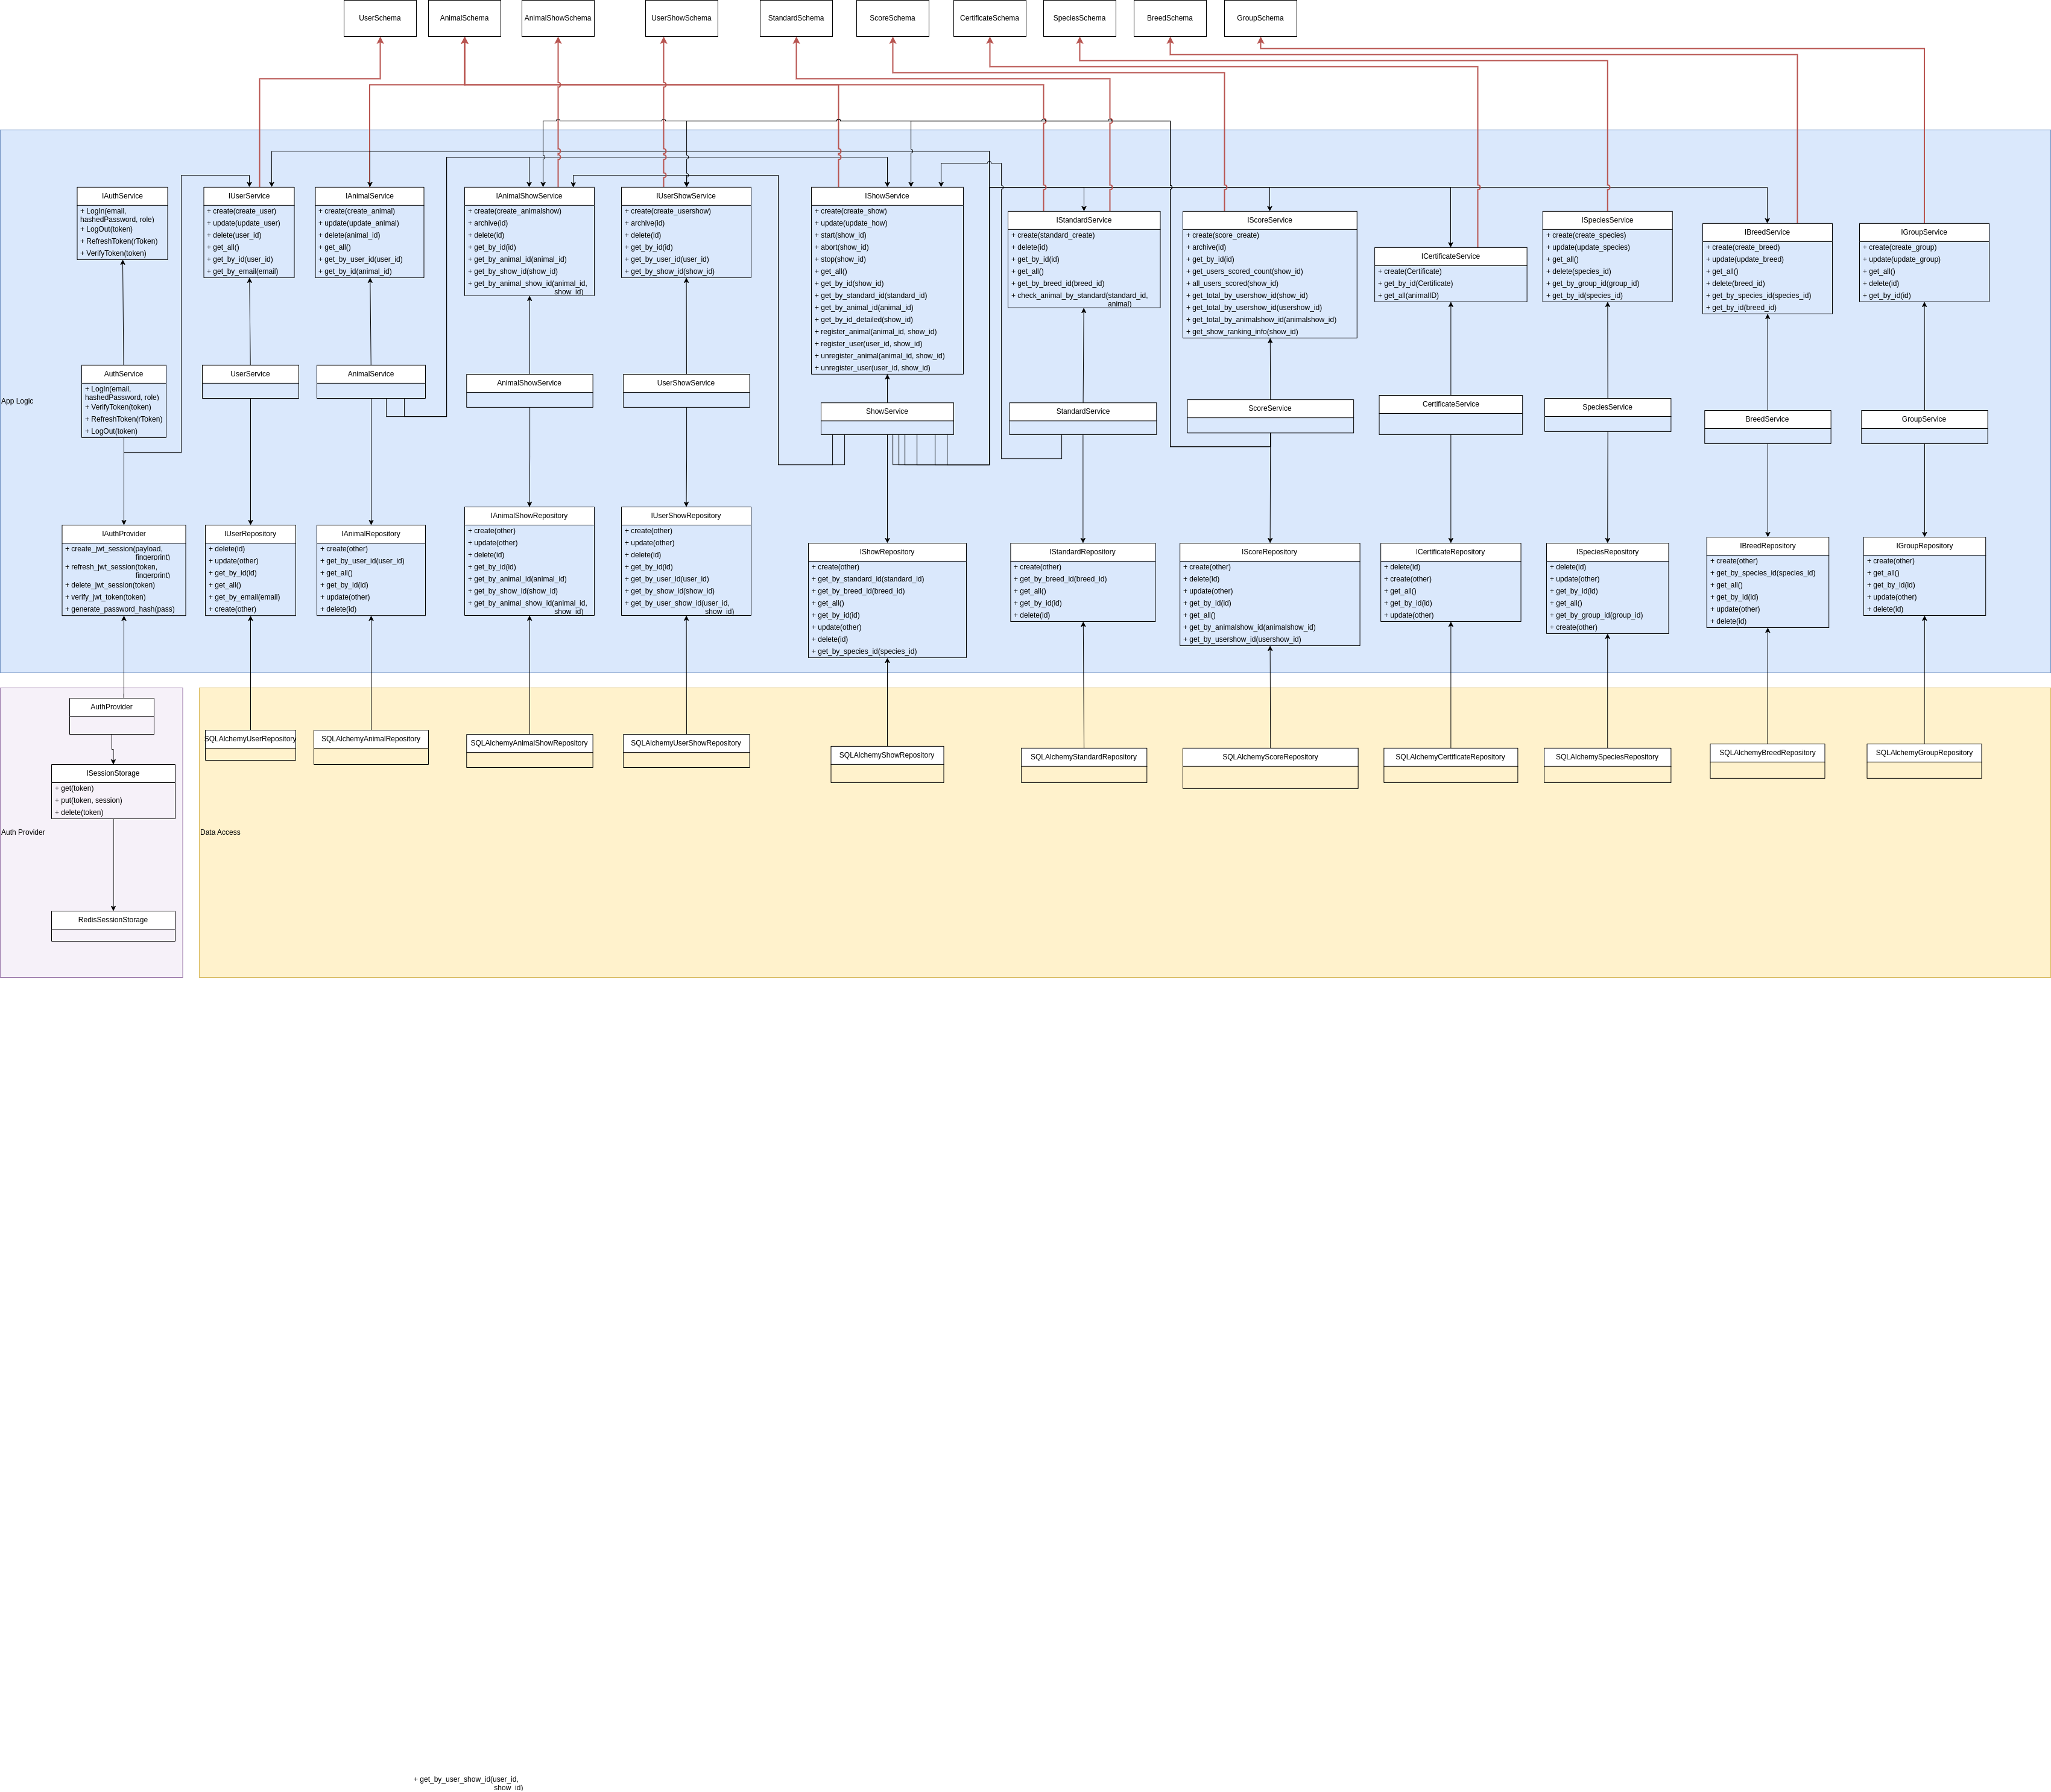 UserSchema
AnimalSchema
AnimalShowSchema
UserShowSchema
StandardSchema
ScoreSchema
CertificateSchema
SpeciesSchema
BreedSchema
GroupSchema
App Logic
IAuthService
+ LogIn(email,
hashedPassword, role)
+ LogOut(token)
+ RefreshToken(rToken)
+ VerifyToken(token)
IUserService
+ create(create_user)
+ update(update_user)
+ delete(user_id)
+ get_all()
+ get_by_id(user_id)
+ get_by_email(email)
IAnimalService
+ create(create_animal)
+ update(update_animal)
+ delete(animal_id)
+ get_all()
+ get_by_user_id(user_id)
+ get_by_id(animal_id)
IAnimalShowService
+ create(create_animalshow)
+ archive(id)
+ delete(id)
+ get_by_id(id)
+ get_by_animal_id(animal_id)
+ get_by_show_id(show_id)
+ get_by_animal_show_id(animal_id,
show_id)
IUserShowService
+ create(create_usershow)
+ archive(id)
+ delete(id)
+ get_by_id(id)
+ get_by_user_id(user_id)
+ get_by_show_id(show_id)
IShowService
+ create(create_show)
+ update(update_how)
+ start(show_id)
+ abort(show_id)
+ stop(show_id)
+ get_all()
+ get_by_id(show_id)
+ get_by_standard_id(standard_id)
+ get_by_animal_id(animal_id)
+ get_by_id_detailed(show_id)
+ register_animal(animal_id, show_id)
+ register_user(user_id, show_id)
+ unregister_animal(animal_id, show_id)
+ unregister_user(user_id, show_id)
IStandardService
+ create(standard_create)
+ delete(id)
+ get_by_id(id)
+ get_all()
+ get_by_breed_id(breed_id)
+ check_animal_by_standard(standard_id,
animal)
IScoreService
+ create(score_create)
+ archive(id)
+ get_by_id(id)
+ get_users_scored_count(show_id)
+ all_users_scored(show_id)
+ get_total_by_usershow_id(show_id)
+ get_total_by_usershow_id(usershow_id)
+ get_total_by_animalshow_id(animalshow_id)
+ get_show_ranking_info(show_id)
ICertificateService
+ create(Certificate)
+ get_by_id(Certificate)
+ get_all(animalID)
ISpeciesService
+ create(create_species)
+ update(update_species)
+ get_all()
+ delete(species_id)
+ get_by_group_id(group_id)
+ get_by_id(species_id)
IBreedService
+ create(create_breed)
+ update(update_breed)
+ get_all()
+ delete(breed_id)
+ get_by_species_id(species_id)
+ get_by_id(breed_id)
IGroupService
+ create(create_group)
+ update(update_group)
+ get_all()
+ delete(id)
+ get_by_id(id)
AuthService
+ LogIn(email,
hashedPassword, role)
+ VerifyToken(token)
+ RefreshToken(rToken)
+ LogOut(token)
UserService
AnimalService
AnimalShowService
UserShowService
ShowService
StandardService
ScoreService
CertificateService
SpeciesService
BreedService
GroupService
IAuthProvider
+ create_jwt_session(payload,
fingerprint)
+ refresh_jwt_session(token,
fingerprint)
+ delete_jwt_session(token)
+ verify_jwt_token(token)
+ generate_password_hash(pass)
IUserRepository
+ delete(id)
+ update(other)
+ get_by_id(id)
+ get_all()
+ get_by_email(email)
+ create(other)
IAnimalRepository
+ create(other)
+ get_by_user_id(user_id)
+ get_all()
+ get_by_id(id)
+ update(other)
+ delete(id)
IAnimalShowRepository
+ create(other)
+ update(other)
+ delete(id)
+ get_by_id(id)
+ get_by_animal_id(animal_id)
+ get_by_show_id(show_id)
+ get_by_animal_show_id(animal_id,
show_id)
IUserShowRepository
+ create(other)
+ update(other)
+ delete(id)
+ get_by_id(id)
+ get_by_user_id(user_id)
+ get_by_show_id(show_id)
+ get_by_user_show_id(user_id,
show_id)
IShowRepository
+ create(other)
+ get_by_standard_id(standard_id)
+ get_by_breed_all(breed_id)
+ get_all()
+ get_by_id(id)
+ update(other)
+ delete(id)
+ get_by_species_id(species_id)
IStandardRepository
+ create(other)
+ get_by_breed_id(breed_id)
+ get_all()
+ get_by_id(id)
+ delete(id)
IScoreRepository
+ create(other)
+ delete(id)
+ update(other)
+ get_by_id(id)
+ get_all()
+ get_by_animalshow_id(animalshow_id)
+ get_by_usershow_id(usershow_id)
ICertificateRepository
+ delete(id)
+ create(other)
+ get_all()
+ get_by_id(id)
+ update(other)
ISpeciesRepository
+ delete(id)
+ update(other)
+ get_by_id(id)
+ get_all()
+ get_by_group_id(group_id)
+ create(other)
IBreedRepository
+ create(other)
+ get_by_species_id(species_id)
+ get_all()
+ get_by_id(id)
+ update(other)
+ delete(id)
IGroupRepository
+ create(other)
+ get_all()
+ get_by_id(id)
+ update(other)
+ delete(id)
Auth Provider
AuthProvider
ISessionStorage
+ get(token)
+ put(token, session)
+ delete(token)
RedisSessionStorage
Data Access
SQLAlchemyUserRepository
SQLAlchemyAnimalRepository
SQLAlchemyAnimalShowRepository
SQLAlchemyUserShowRepository
SQLAlchemyShowRepository
SQLAlchemyStandardRepository
SQLAlchemyScoreRepository
SQLAlchemyCertificateRepository
SQLAlchemySpeciesRepository
SQLAlchemyBreedRepository
SQLAlchemyGroupRepository
+ get_by_user_show_id(user_id,
show_id)